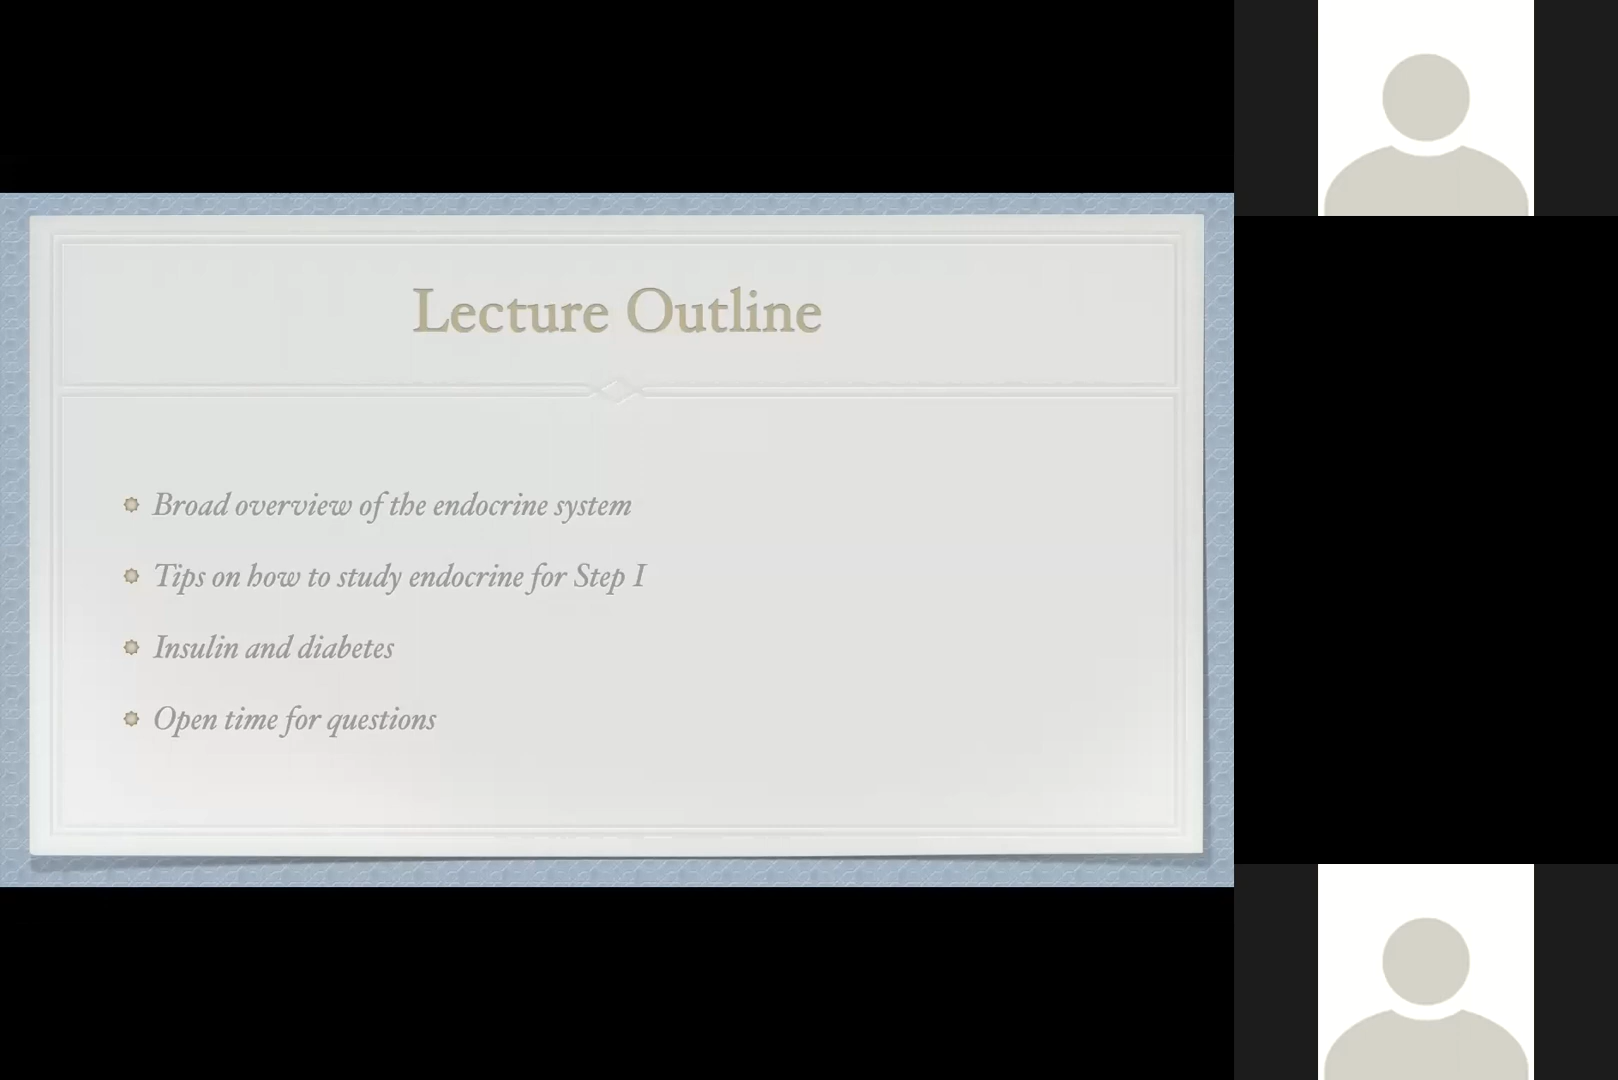 Lecture Outline
Broad overview of the endocrine system
Tips on how to study endocrine for Step I
Insulin and diabetes
Open time for questions